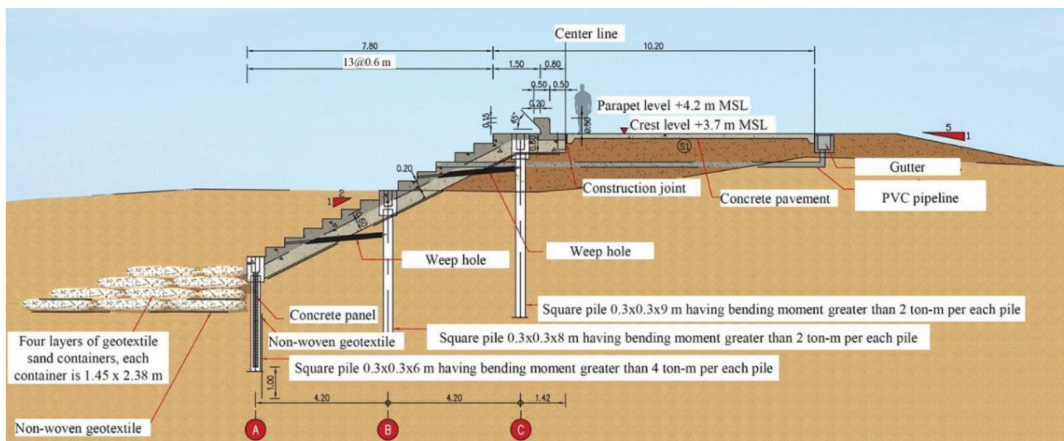 Center line
7.80
10.20
13@0.6 m
1.50
0.80
0.50
0.50
0.20
0.15
45°
Parapet level +4.2 m MSL
0.50
Crest level +3.7 m MSL
5
1
S1
0.20
Gutter
Construction joint
Concrete pavement
PVC pipeline
2
1
0.60
Weep hole
Weep hole
Concrete panel
Non-woven geotextile
Square pile 0.3x0.3x9 m having bending moment greater than 2 ton-m per each pile
Square pile 0.3x0.3x8 m having bending moment greater than 2 ton-m per each pile
Square pile 0.3x0.3x6 m having bending moment greater than 4 ton-m per each pile
Four layers of geotextile
sand containers, each
container is 1.45 x 2.38 m
1.00
Non-woven geotextile
4.20
4.20
1.42
A
B
C